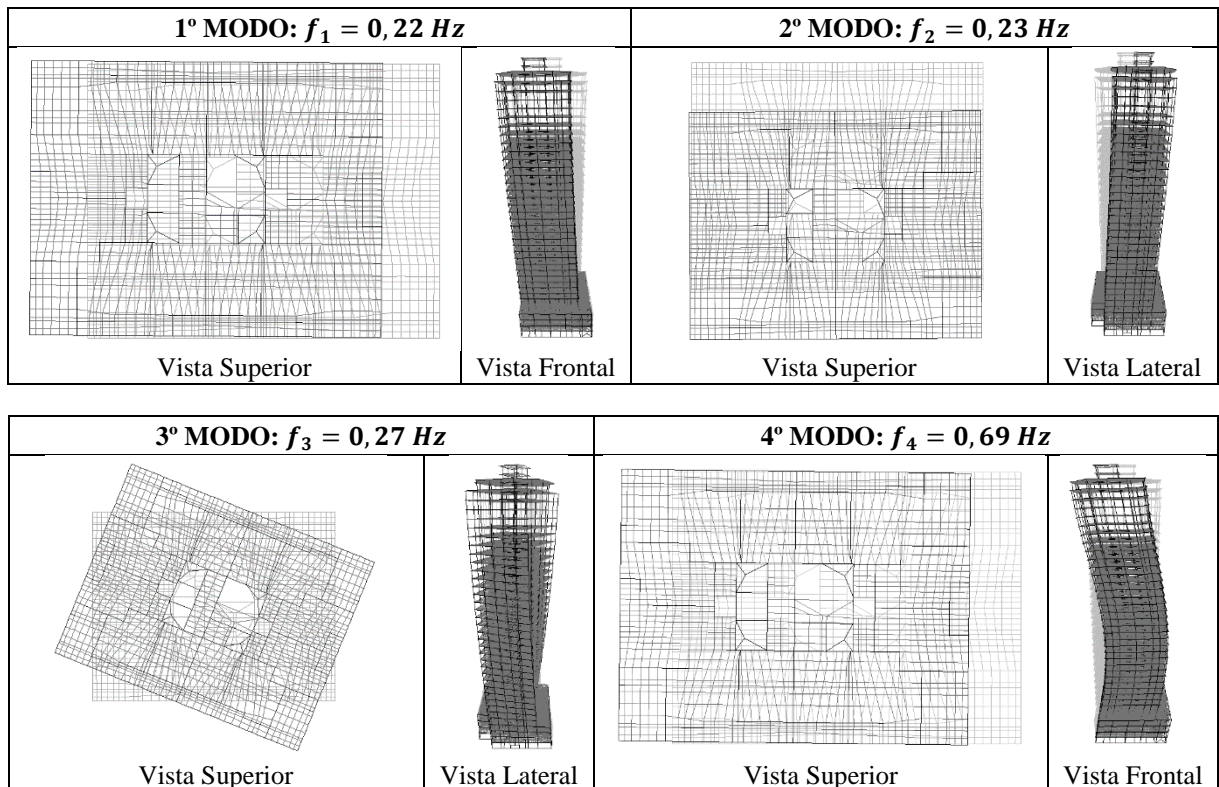 1º MODO: f₁ = 0, 22 Hz
2º MODO: f₂ = 0, 23 Hz
Vista Superior
Vista Frontal
Vista Superior
Vista Lateral
3º MODO: f₃ = 0, 27 Hz
4º MODO: f₄ = 0, 69 Hz
Vista Superior
Vista Lateral
Vista Superior
Vista Frontal